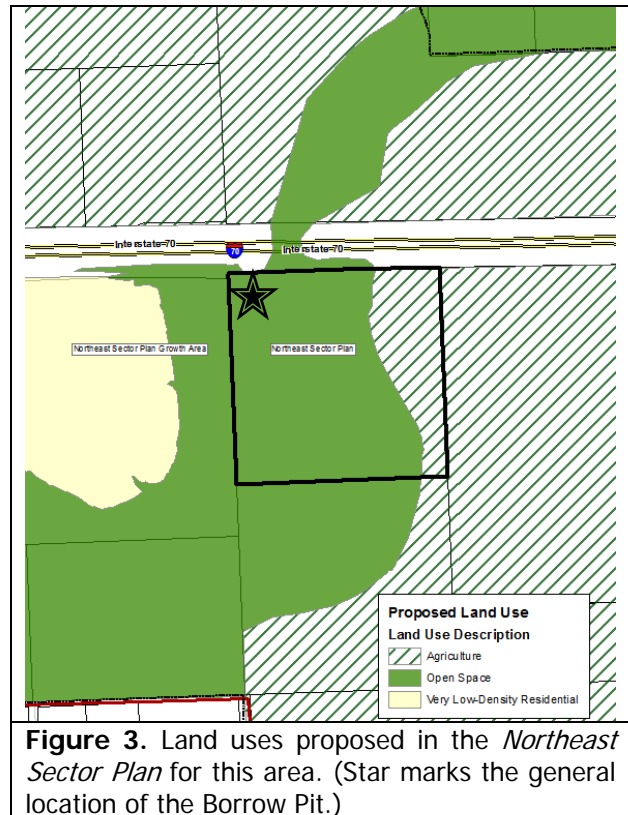 Interstate 70
70
Interstate 70
Northeast Sector Plan Growth Area
Northeast Sector Plan
Proposed Land Use
Land Use Description
Agriculture
Open Space
Very Low-Density Residential
Figure 3. Land uses proposed in the Northeast
Sector Plan for this area. (Star marks the general
location of the Borrow Pit.)